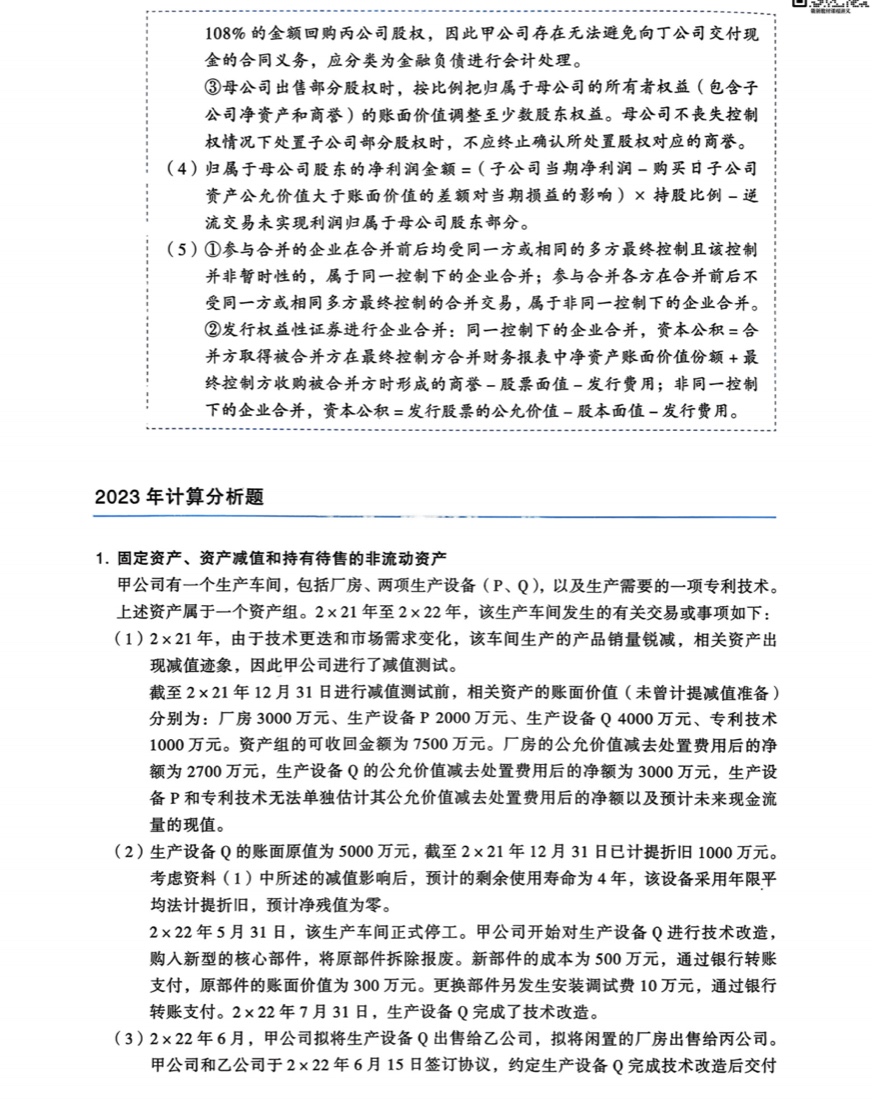 108% 的金额回购丙公司股权，因此甲公司存在无法避免向丁公司交付现
金的合同义务，应分类为金融负债进行会计处理。
③母公司出售部分股权时，按比例把归属于母公司的所有者权益（包含子
公司净资产和商誉）的账面价值调整至少数股东权益。母公司不丧失控制
权情况下处置子公司部分股权时，不应终止确认所处置股权对应的商誉。
（4）归属于母公司股东的净利润金额 =（子公司当期净利润 – 购买日子公司
资产公允价值大于账面价值的差额对当期损益的影响）× 持股比例 – 逆
流交易未实现利润归属于母公司股东部分。
（5）①参与合并的企业在合并前后均受同一方或相同的多方最终控制且该控制
并非暂时性的，属于同一控制下的企业合并；参与合并各方在合并前后不
受同一方或相同多方最终控制的合并交易，属于非同一控制下的企业合并。
②发行权益性证券进行企业合并：同一控制下的企业合并，资本公积 = 合
并方取得被合并方在最终控制方合并财务报表中净资产账面价值份额 + 最
终控制方收购被合并方时形成的商誉 – 股票面值 – 发行费用；非同一控制
下的企业合并，资本公积 = 发行股票的公允价值 – 股本面值 – 发行费用。
2023 年计算分析题
1. 固定资产、资产减值和持有待售的非流动资产
甲公司有一个生产车间，包括厂房、两项生产设备（P、Q），以及生产需要的一项专利技术。
上述资产属于一个资产组。2×21 年至 2×22 年，该生产车间发生的有关交易或事项如下：
（1）2×21 年，由于技术更迭和市场需求变化，该车间生产的产品销量锐减，相关资产出
现减值迹象，因此甲公司进行了减值测试。
截至 2×21 年 12 月 31 日进行减值测试前，相关资产的账面价值（未曾计提减值准备）
分别为：厂房 3000 万元、生产设备 P 2000 万元、生产设备 Q 4000 万元、专利技术
1000 万元。资产组的可收回金额为 7500 万元。厂房的公允价值减去处置费用后的净
额为 2700 万元，生产设备 Q 的公允价值减去处置费用后的净额为 3000 万元，生产设
备 P 和专利技术无法单独估计其公允价值减去处置费用后的净额以及预计未来现金流
量的现值。
（2）生产设备 Q 的账面原值为 5000 万元，截至 2×21 年 12 月 31 日已计提折旧 1000 万元。
考虑资料（1）中所述的减值影响后，预计的剩余使用寿命为 4 年，该设备采用年限平
均法计提折旧，预计净残值为零。
2×22 年 5 月 31 日，该生产车间正式停工。甲公司开始对生产设备 Q 进行技术改造，
购入新型的核心部件，将原部件拆除报废。新部件的成本为 500 万元，通过银行转账
支付，原部件的账面价值为 300 万元。更换部件另发生安装调试费 10 万元，通过银行
转账支付。2×22 年 7 月 31 日，生产设备 Q 完成了技术改造。
（3）2×22 年 6 月，甲公司拟将生产设备 Q 出售给乙公司，拟将闲置的厂房出售给丙公司。
甲公司和乙公司于 2×22 年 6 月 15 日签订协议，约定生产设备 Q 完成技术改造后交付